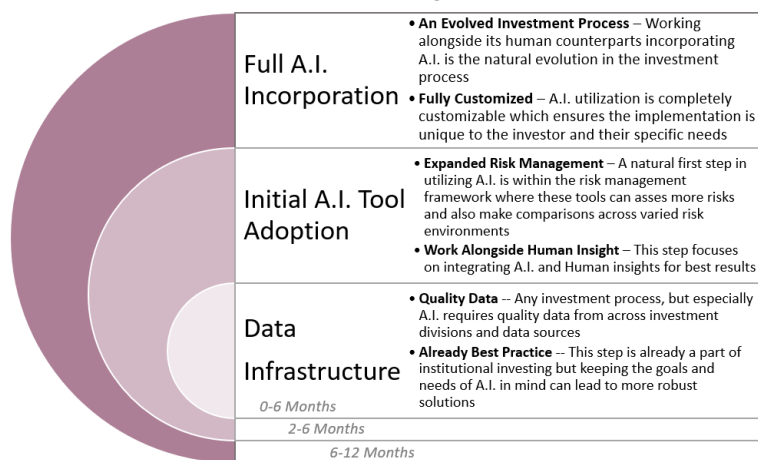 Full A.I.
Incorporation
• An Evolved Investment Process – Working
alongside its human counterparts incorporating
A.I. is the natural evolution in the investment
process
• Fully Customized – A.I. utilization is completely
customizable which ensures the implementation is
unique to the investor and their specific needs
Initial A.I. Tool
Adoption
• Expanded Risk Management – A natural first step in
utilizing A.I. is within the risk management
framework where these tools can asses more risks
and also make comparisons across varied risk
environments
• Work Alongside Human Insight – This step focuses
on integrating A.I. and Human insights for best results
Data
Infrastructure
• Quality Data -- Any investment process, but especially
A.I. requires quality data from across investment
divisions and data sources
• Already Best Practice -- This step is already a part of
institutional investing but keeping the goals and
needs of A.I. in mind can lead to more robust
solutions
0-6 Months
2-6 Months
6-12 Months